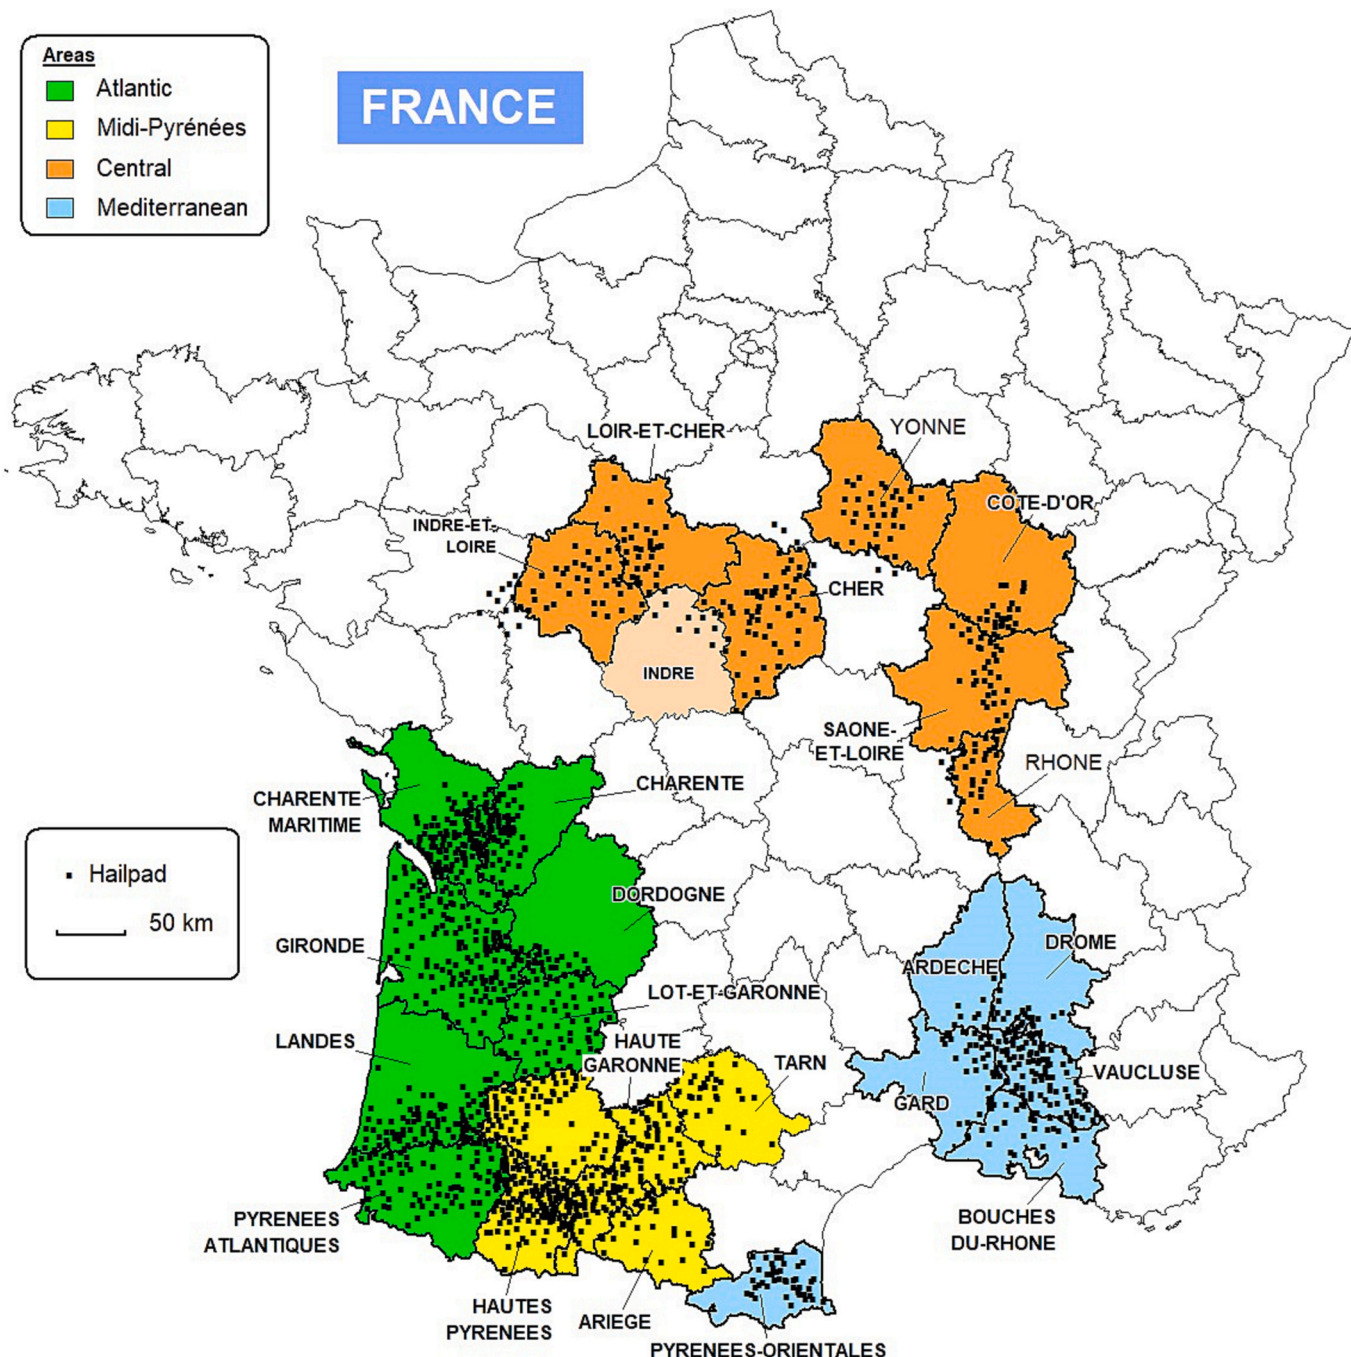 Areas
Atlantic
Midi-Pyrénées
Central
Mediterranean
FRANCE
LOIR-ET-CHER
YONNE
COTE-D'OR
INDRE-ET-
LOIRE
CHER
INDRE
SAONE-
ET-LOIRE
RHONE
CHARENTE
MARITIME
CHARENTE
Hailpad
50 km
DORDOGNE
GIRONDE
ARDECHE
DROME
LOT-ET-GARONNE
LANDES
HAUTE
GARONNE
TARN
VAUCLUSE
GARD
PYRENEES
ATLANTIQUES
BOUCHES
DU-RHONE
HAUTES
PYRENEES
ARIEGE
PYRENEES-ORIENTALES